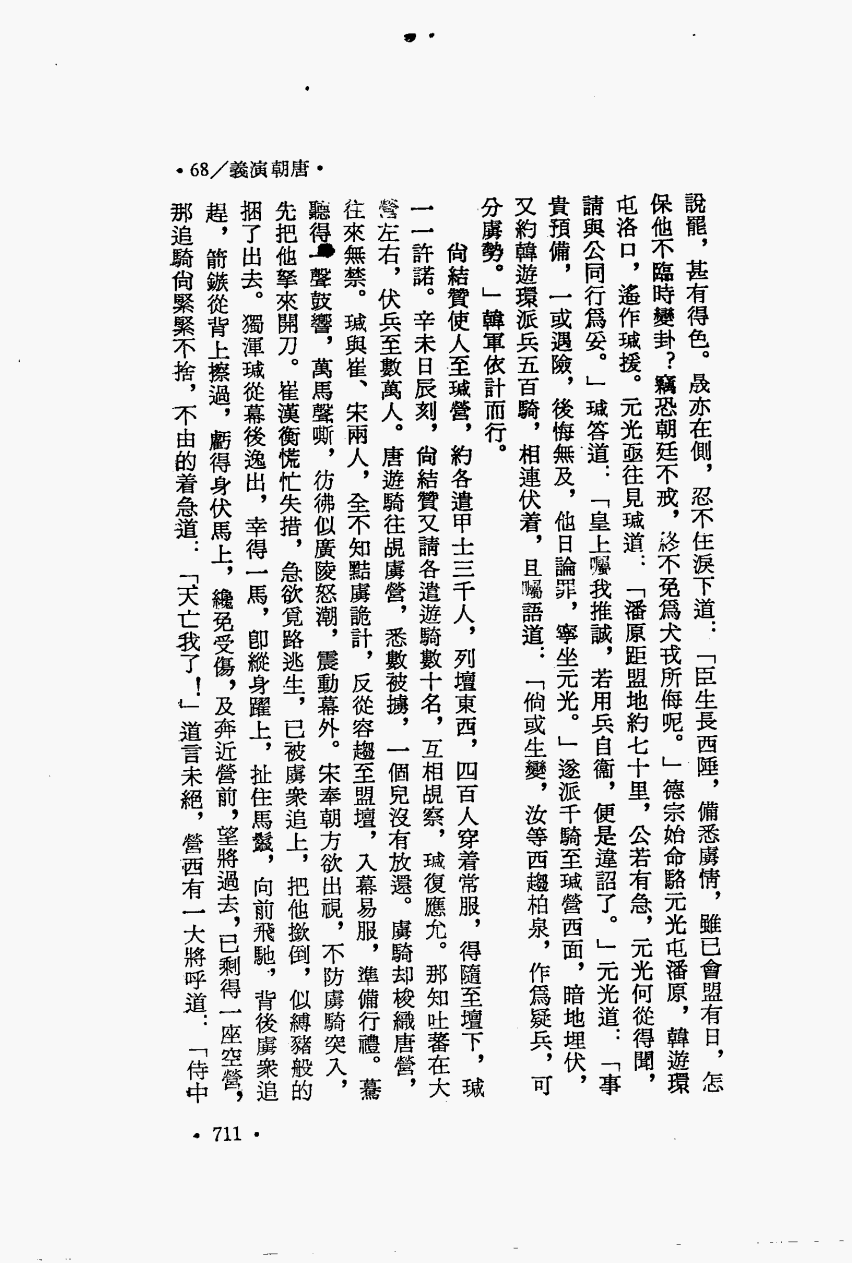 •68/義演朝唐•
說罷，甚有得色。晟亦在側，忍不住淚下道：「臣生長西陲，備悉虜情，雖已會盟有日，怎
保他不臨時變卦？竊恐朝廷不戒，終不免爲犬戎所侮呢。」德宗始命駱元光屯潘原，韓遊環
屯洛口，遙作瑊援。元光亟往見瑊道：「潘原距盟地約七十里，公若有急，元光何從得聞，
請與公同行爲妥。」瑊答道：「皇上囑我推誠，若用兵自衞，便是違詔了。」元光道：「事
貴預備，一或遇險，後悔無及，他日論罪，寧坐元光。」遂派千騎至瑊營西面，暗地埋伏，
又約韓遊環派兵五百騎，相連伏着，且囑語道：「倘或生變，汝等西趨柏泉，作爲疑兵，可
分虜勢。」韓軍依計而行。
尙結贊使人至瑊營，約各遣甲士三千人，列壇東西，四百人穿着常服，得隨至壇下，瑊
一一許諾。辛未日辰刻，尙結贊又請各遣遊騎數十名，互相覘察，瑊復應允。那知吐蕃在大
營左右，伏兵至數萬人。唐遊騎往覘虜營，悉數被擄，一個兒沒有放還。虜騎却梭織唐營，
往來無禁。瑊與崔、宋兩人，全不知黠虜詭計，反從容趨至盟壇，入幕易服，準備行禮。驀
聽得一聲鼓響，萬馬聲嘶，彷彿似廣陵怒潮，震動幕外。宋奉朝方欲出視，不防虜騎突入，
先把他拏來開刀。崔漢衡慌忙失措，急欲覓路逃生，已被虜衆追上，把他撳倒，似縛豬般的
捆了出去。獨渾瑊從幕後逸出，幸得一馬，卽縱身躍上，扯住馬鬣，向前飛馳，背後虜衆追
趕，箭鏃從背上擦過，虧得身伏馬上，纔免受傷，及奔近營前，望將過去，已剩得一座空營，
那追騎尙緊緊不捨，不由的着急道：「天亡我了！」道言未絕，營西有一大將呼道：「侍中
•711•